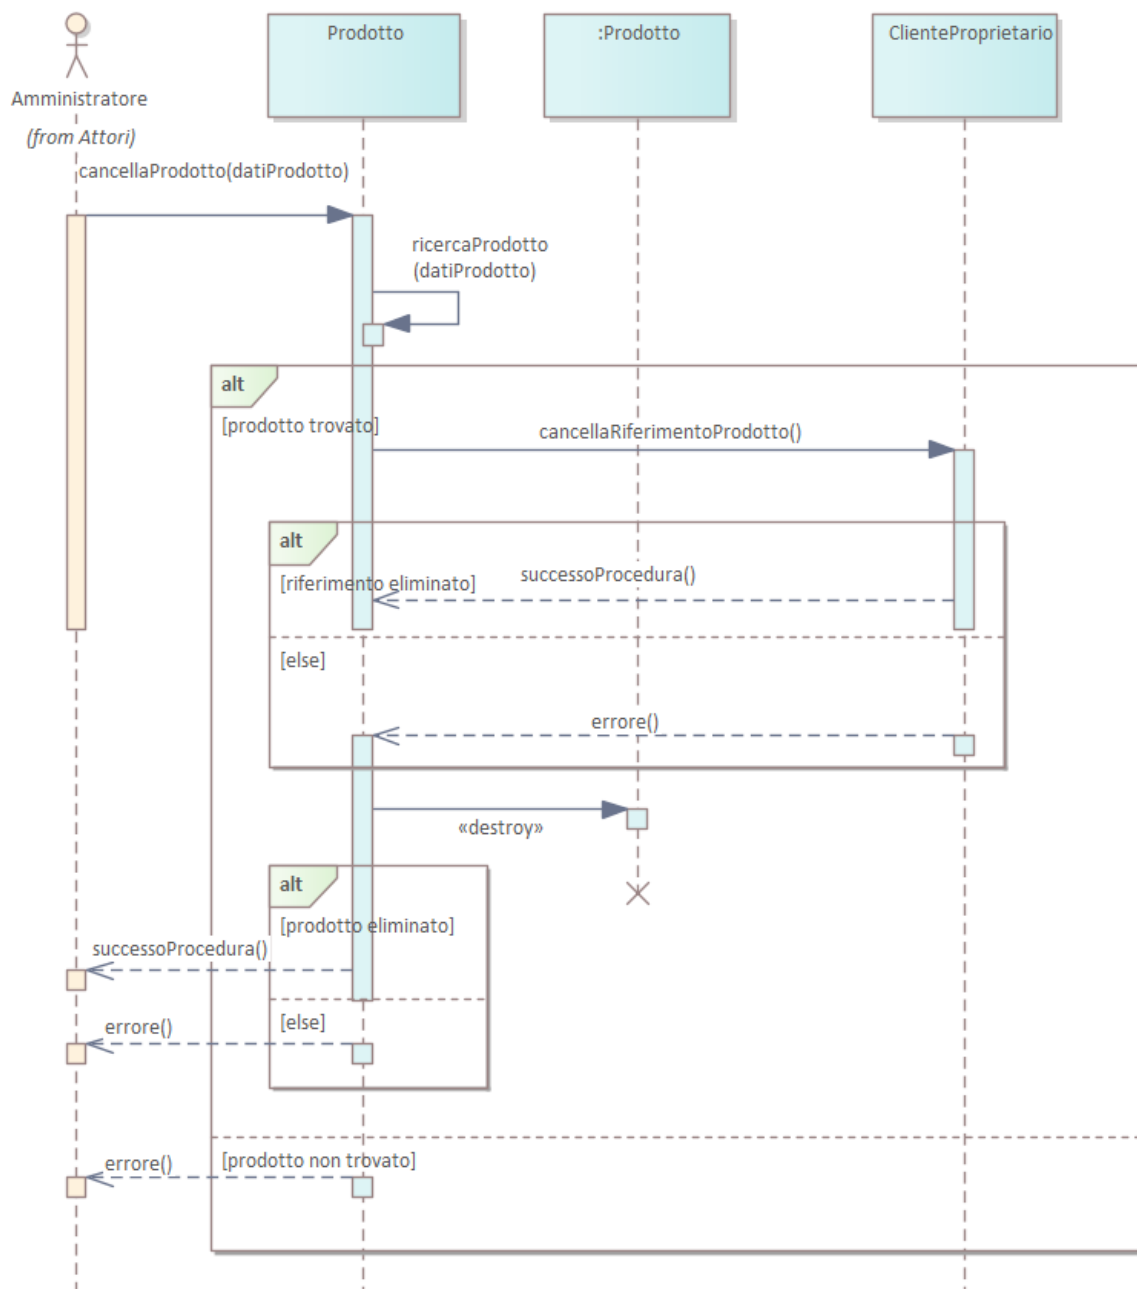 Prodotto
:Prodotto
ClienteProprietario
Amministratore
(from Attori)
cancellaProdotto(datiProdotto)
ricercaProdotto
(datiProdotto)
alt
[prodotto trovato]
cancellaRiferimentoProdotto()
alt
[riferimento eliminato]
successoProcedura()
[else]
errore()
«destroy»
alt
[prodotto eliminato]
successoProcedura()
[else]
errore()
[prodotto non trovato]
errore()